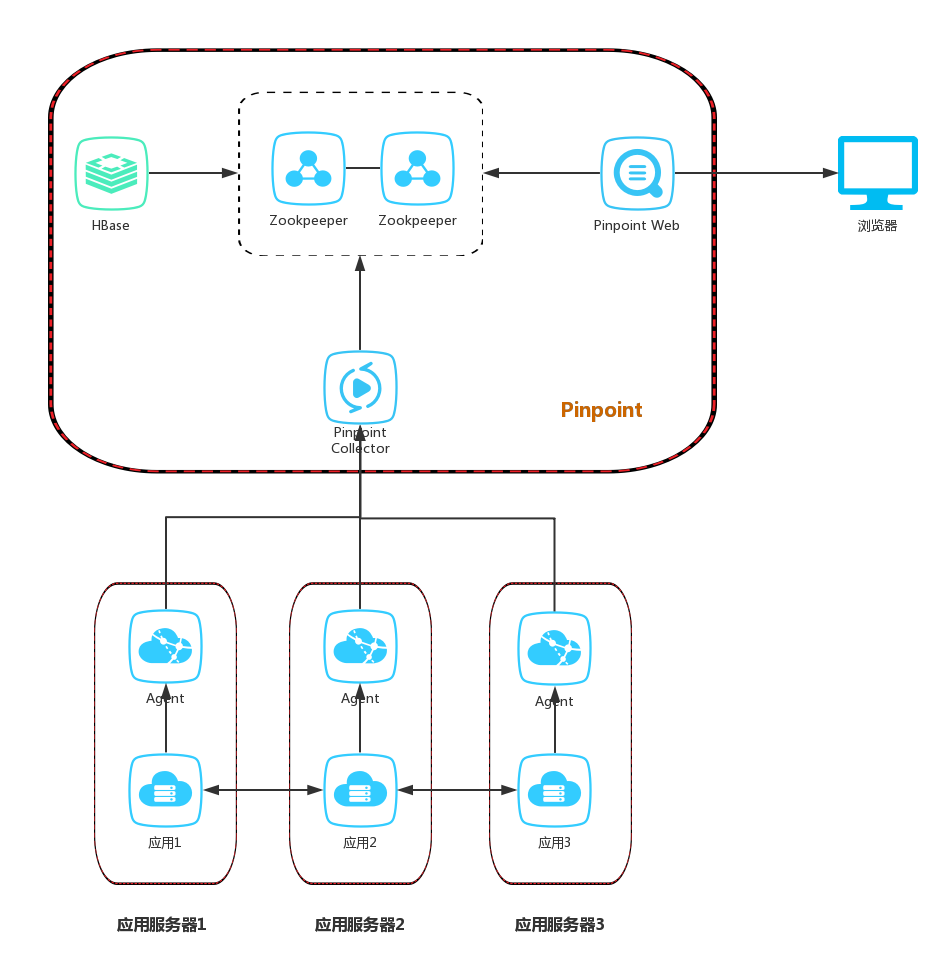 Zookpeeper
Zookpeeper
HBase
Pinpoint Web
浏览器
Pinpoint
Collector
Pinpoint
Agent
Agent
Agent
应用1
应用2
应用3
应用服务器1
应用服务器2
应用服务器3